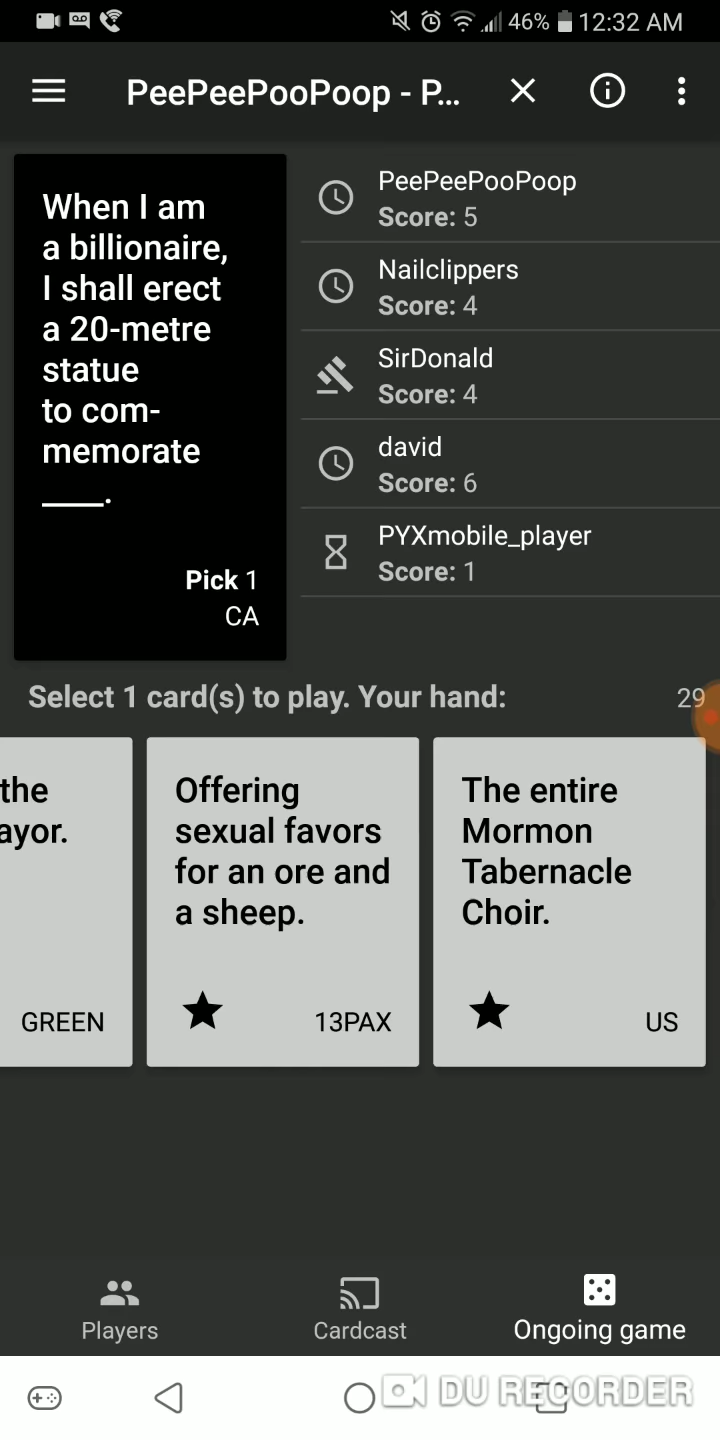 46% 12:32 AM
PeePeePooPoop - P...
When I am
a billionaire,
I shall erect
a 20-metre
statue
to com-
memorate
____.
Pick 1
CA
PeePeePooPoop
Score: 5
Nailclippers
Score: 4
SirDonald
Score: 4
david
Score: 6
PYXmobile_player
Score: 1
Select 1 card(s) to play. Your hand:
29
the
ayor.
GREEN
Offering
sexual favors
for an ore and
a sheep.
13PAX
The entire
Mormon
Tabernacle
Choir.
US
Players
Cardcast
Ongoing game
DU RECORDER